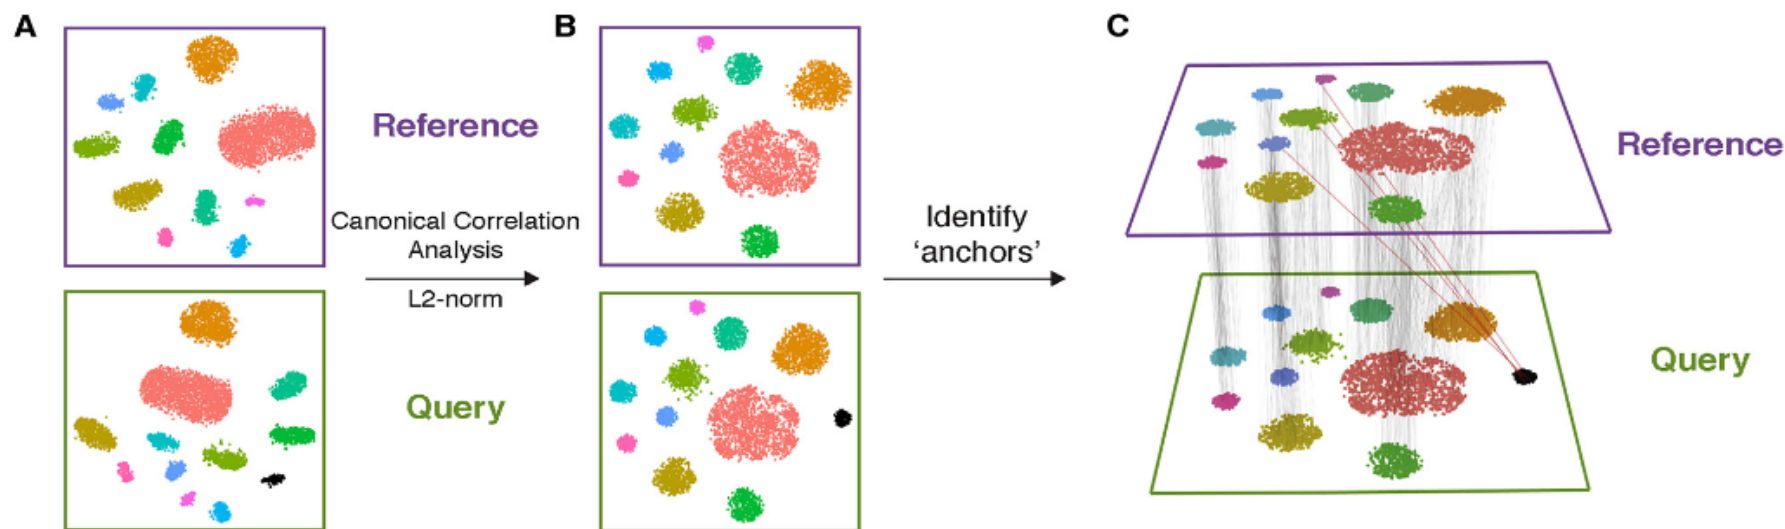 A
B
C
Reference
Canonical Correlation
Analysis
L2-norm
Query
Identify
‘anchors’
Reference
Query